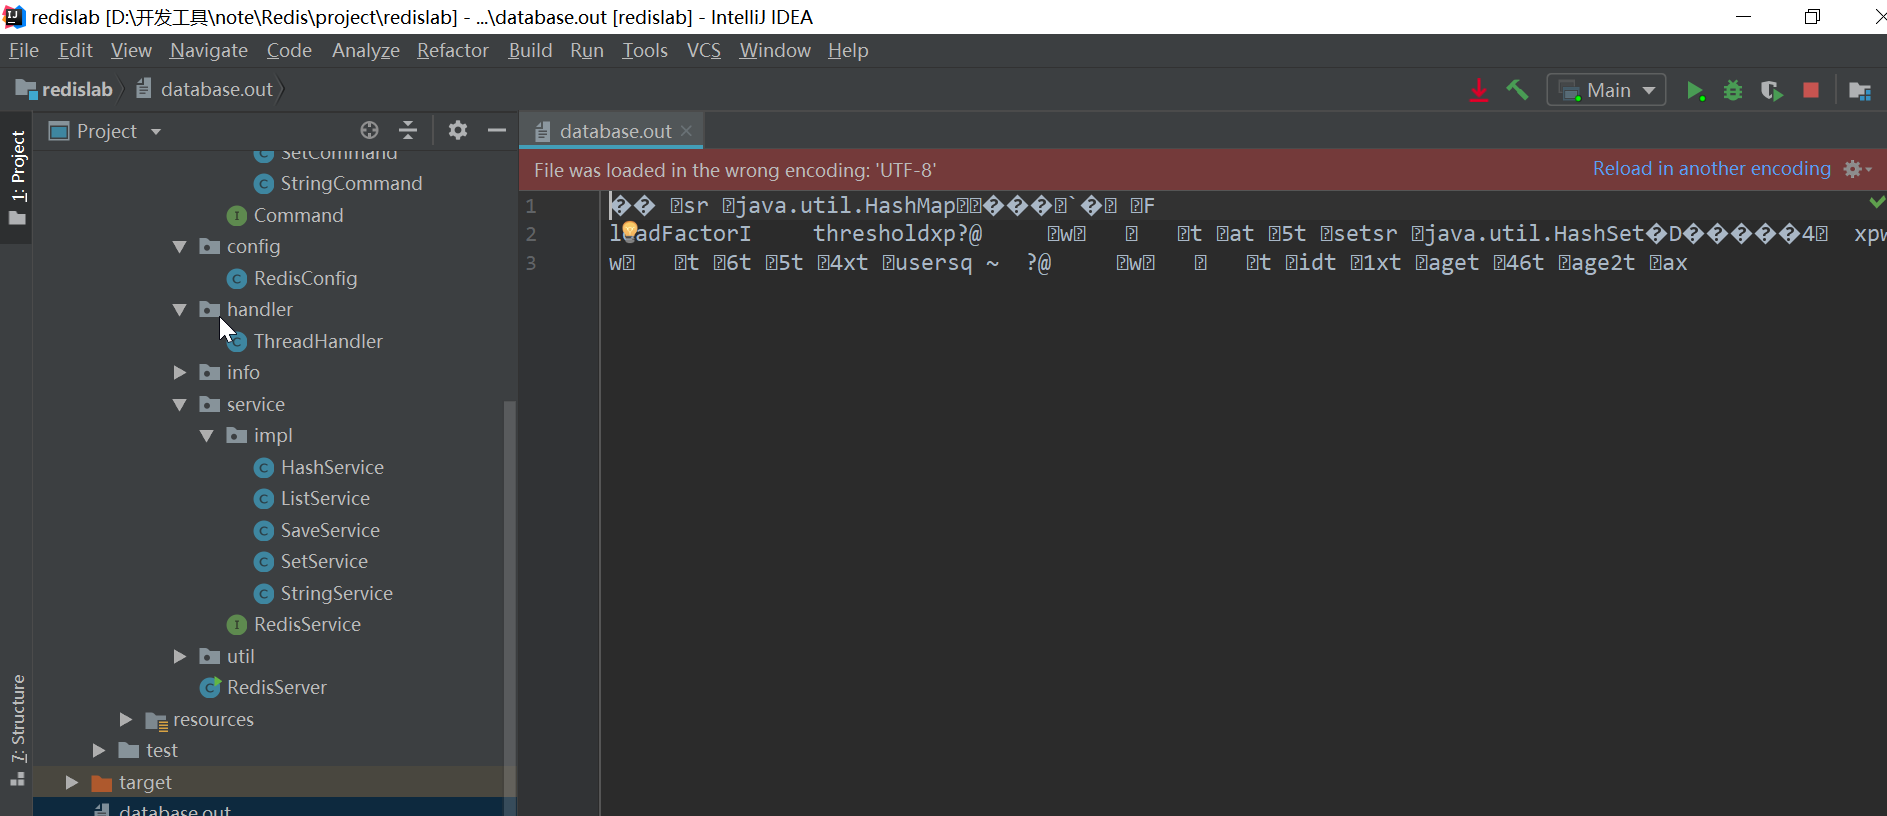 redislab [D:\开发工具\note\Redis\project\redislab] - ...\database.out [redislab] - IntelliJ IDEA
File Edit View Navigate Code Analyze Refactor Build Run Tools VCS Window Help
redislab database.out Main
1: Project
7: Structure
Project
SetCommand
StringCommand
Command
config
RedisConfig
handler
ThreadHandler
info
service
impl
HashService
ListService
SaveService
SetService
StringService
RedisService
util
RedisServer
resources
test
target
database.out
database.out
File was loaded in the wrong encoding: 'UTF-8'
Reload in another encoding
1 �� sr java.util.HashMap���` � F
2 loadFactorI thresholdxp?@ w t at 5t setsr java.util.HashSet�D�����4 xpw
3 w t 6t 5t 4xt usersq ~ ?@ w t idt 1xt aget 46t age2t ax